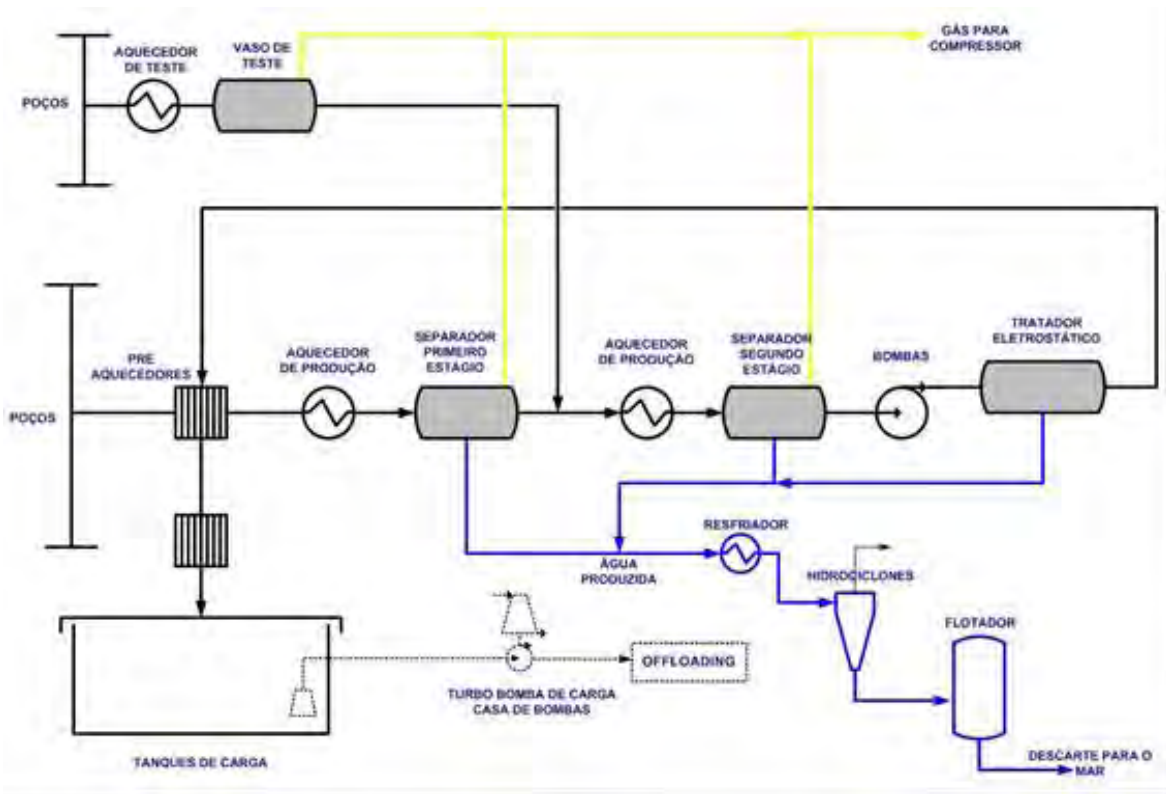 AQUECEDOR
DE TESTE
VASO DE
TESTE
GÁS PARA
COMPRESSOR
POÇOS
PRE
AQUECEDORES
AQUECEDOR
DE PRODUÇÃO
SEPARADOR
PRIMEIRO
ESTÁGIO
AQUECEDOR
DE PRODUÇÃO
SEPARADOR
SEGUNDO
ESTÁGIO
BOMBAS
TRATADOR
ELETROSTÁTICO
POÇOS
RESFRIADOR
ÁGUA
PRODUZIDA
HIDROCICLONES
FLOTADOR
OFFLOADING
TURBO BOMBA DE CARGA
CASA DE BOMBAS
TANQUES DE CARGA
DESCARTE PARA O
MAR